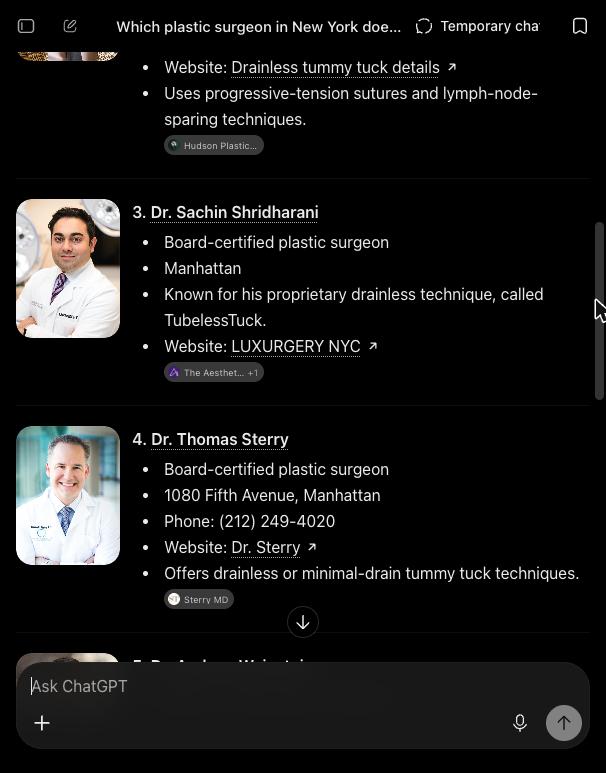 Which plastic surgeon in New York doe...
Temporary cha
Website: Drainless tummy tuck details ↗
Uses progressive-tension sutures and lymph-node-
sparing techniques.
Hudson Plastic...
3. Dr. Sachin Shridharani
Board-certified plastic surgeon
Manhattan
Known for his proprietary drainless technique, called
TubelessTuck.
Website: LUXURGERY NYC ↗
The Aesthet... +1
4. Dr. Thomas Sterry
Board-certified plastic surgeon
1080 Fifth Avenue, Manhattan
Phone: (212) 249-4020
Website: Dr. Sterry ↗
Offers drainless or minimal-drain tummy tuck techniques.
Sterry MD
Ask ChatGPT